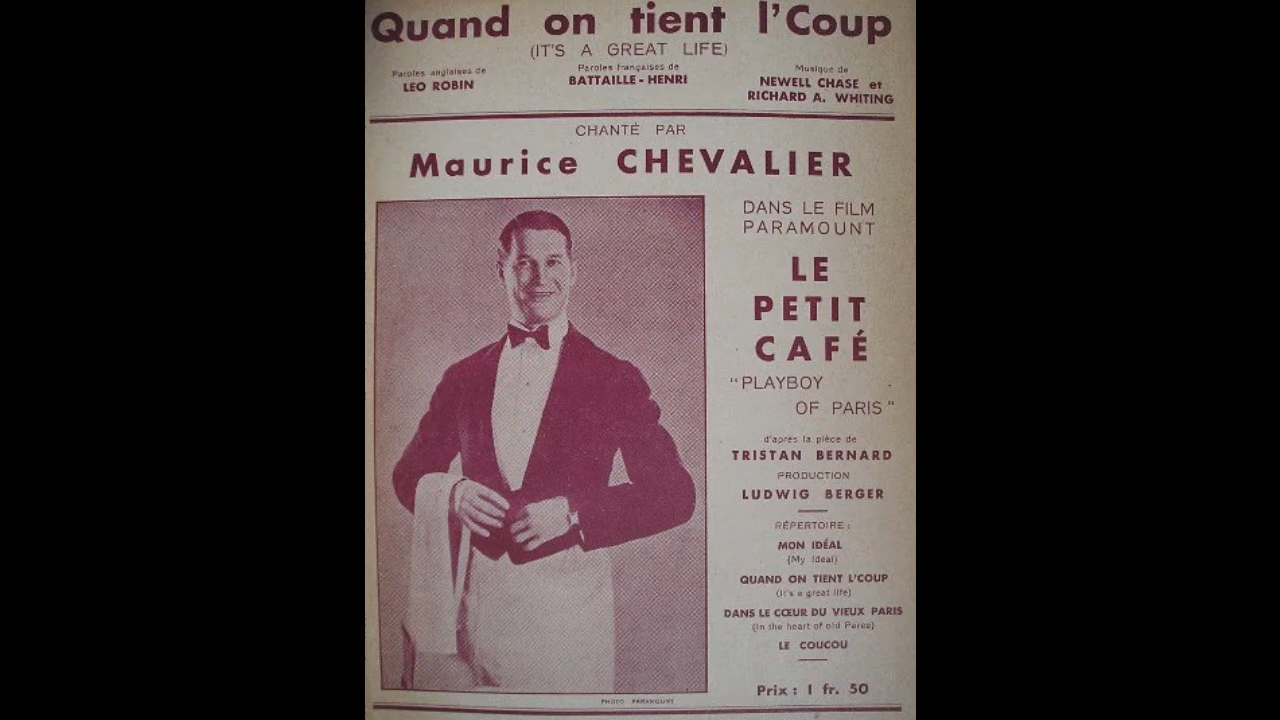 Quand on tient l'Coup
(IT'S A GREAT LIFE)
Paroles anglaises de
LEO ROBIN
Paroles françaises de
BATTAILLE - HENRI
Musique de
NEWELL CHASE et
RICHARD A. WHITING
CHANTÉ PAR
Maurice CHEVALIER
DANS LE FILM
PARAMOUNT
LE
PETIT
CAFÉ
"PLAYBOY
OF PARIS"
d'après la pièce de
TRISTAN BERNARD
PRODUCTION
LUDWIG BERGER
RÉPERTOIRE :
MON IDÉAL
(My Ideal)
QUAND ON TIENT L'COUP
(It's a great life)
DANS LE CŒUR DU VIEUX PARIS
(In the heart of old Paree)
LE COUCOU
Prix : 1 fr. 50
PHOTO PARAMOUNT